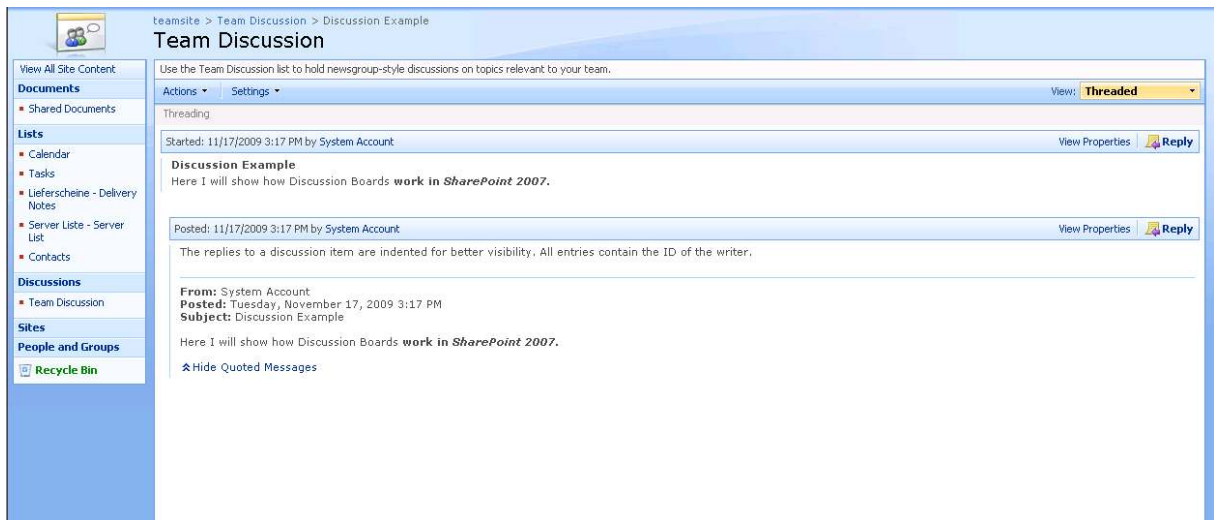 teamsite > Team Discussion > Discussion Example
Team Discussion
View All Site Content
Documents
Shared Documents
Lists
Calendar
Tasks
Lieferscheine - Delivery
Notes
Server Liste - Server
List
Contacts
Discussions
Team Discussion
Sites
People and Groups
Recycle Bin
Use the Team Discussion list to hold newsgroup-style discussions on topics relevant to your team.
Actions Settings View: Threaded
Threading
Started: 11/17/2009 3:17 PM by System Account View Properties Reply
Discussion Example
Here I will show how Discussion Boards work in SharePoint 2007.
Posted: 11/17/2009 3:17 PM by System Account View Properties Reply
The replies to a discussion item are indented for better visibility. All entries contain the ID of the writer.
From: System Account
Posted: Tuesday, November 17, 2009 3:17 PM
Subject: Discussion Example
Here I will show how Discussion Boards work in SharePoint 2007.
Hide Quoted Messages